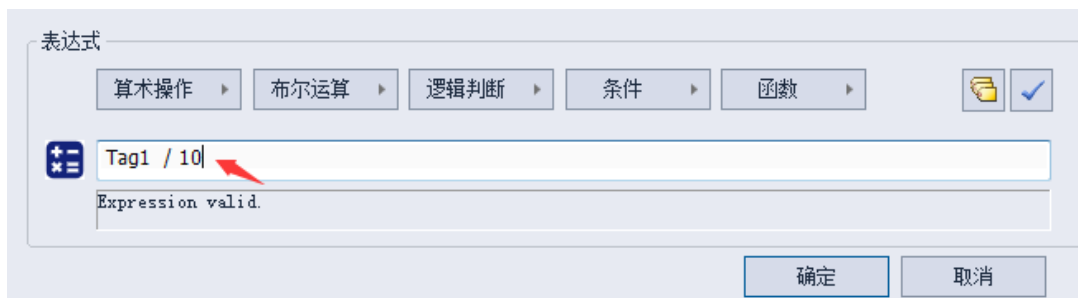 表达式
算术操作 布尔运算 逻辑判断 条件 函数
Tag1 / 10
Expression valid.
确定 取消